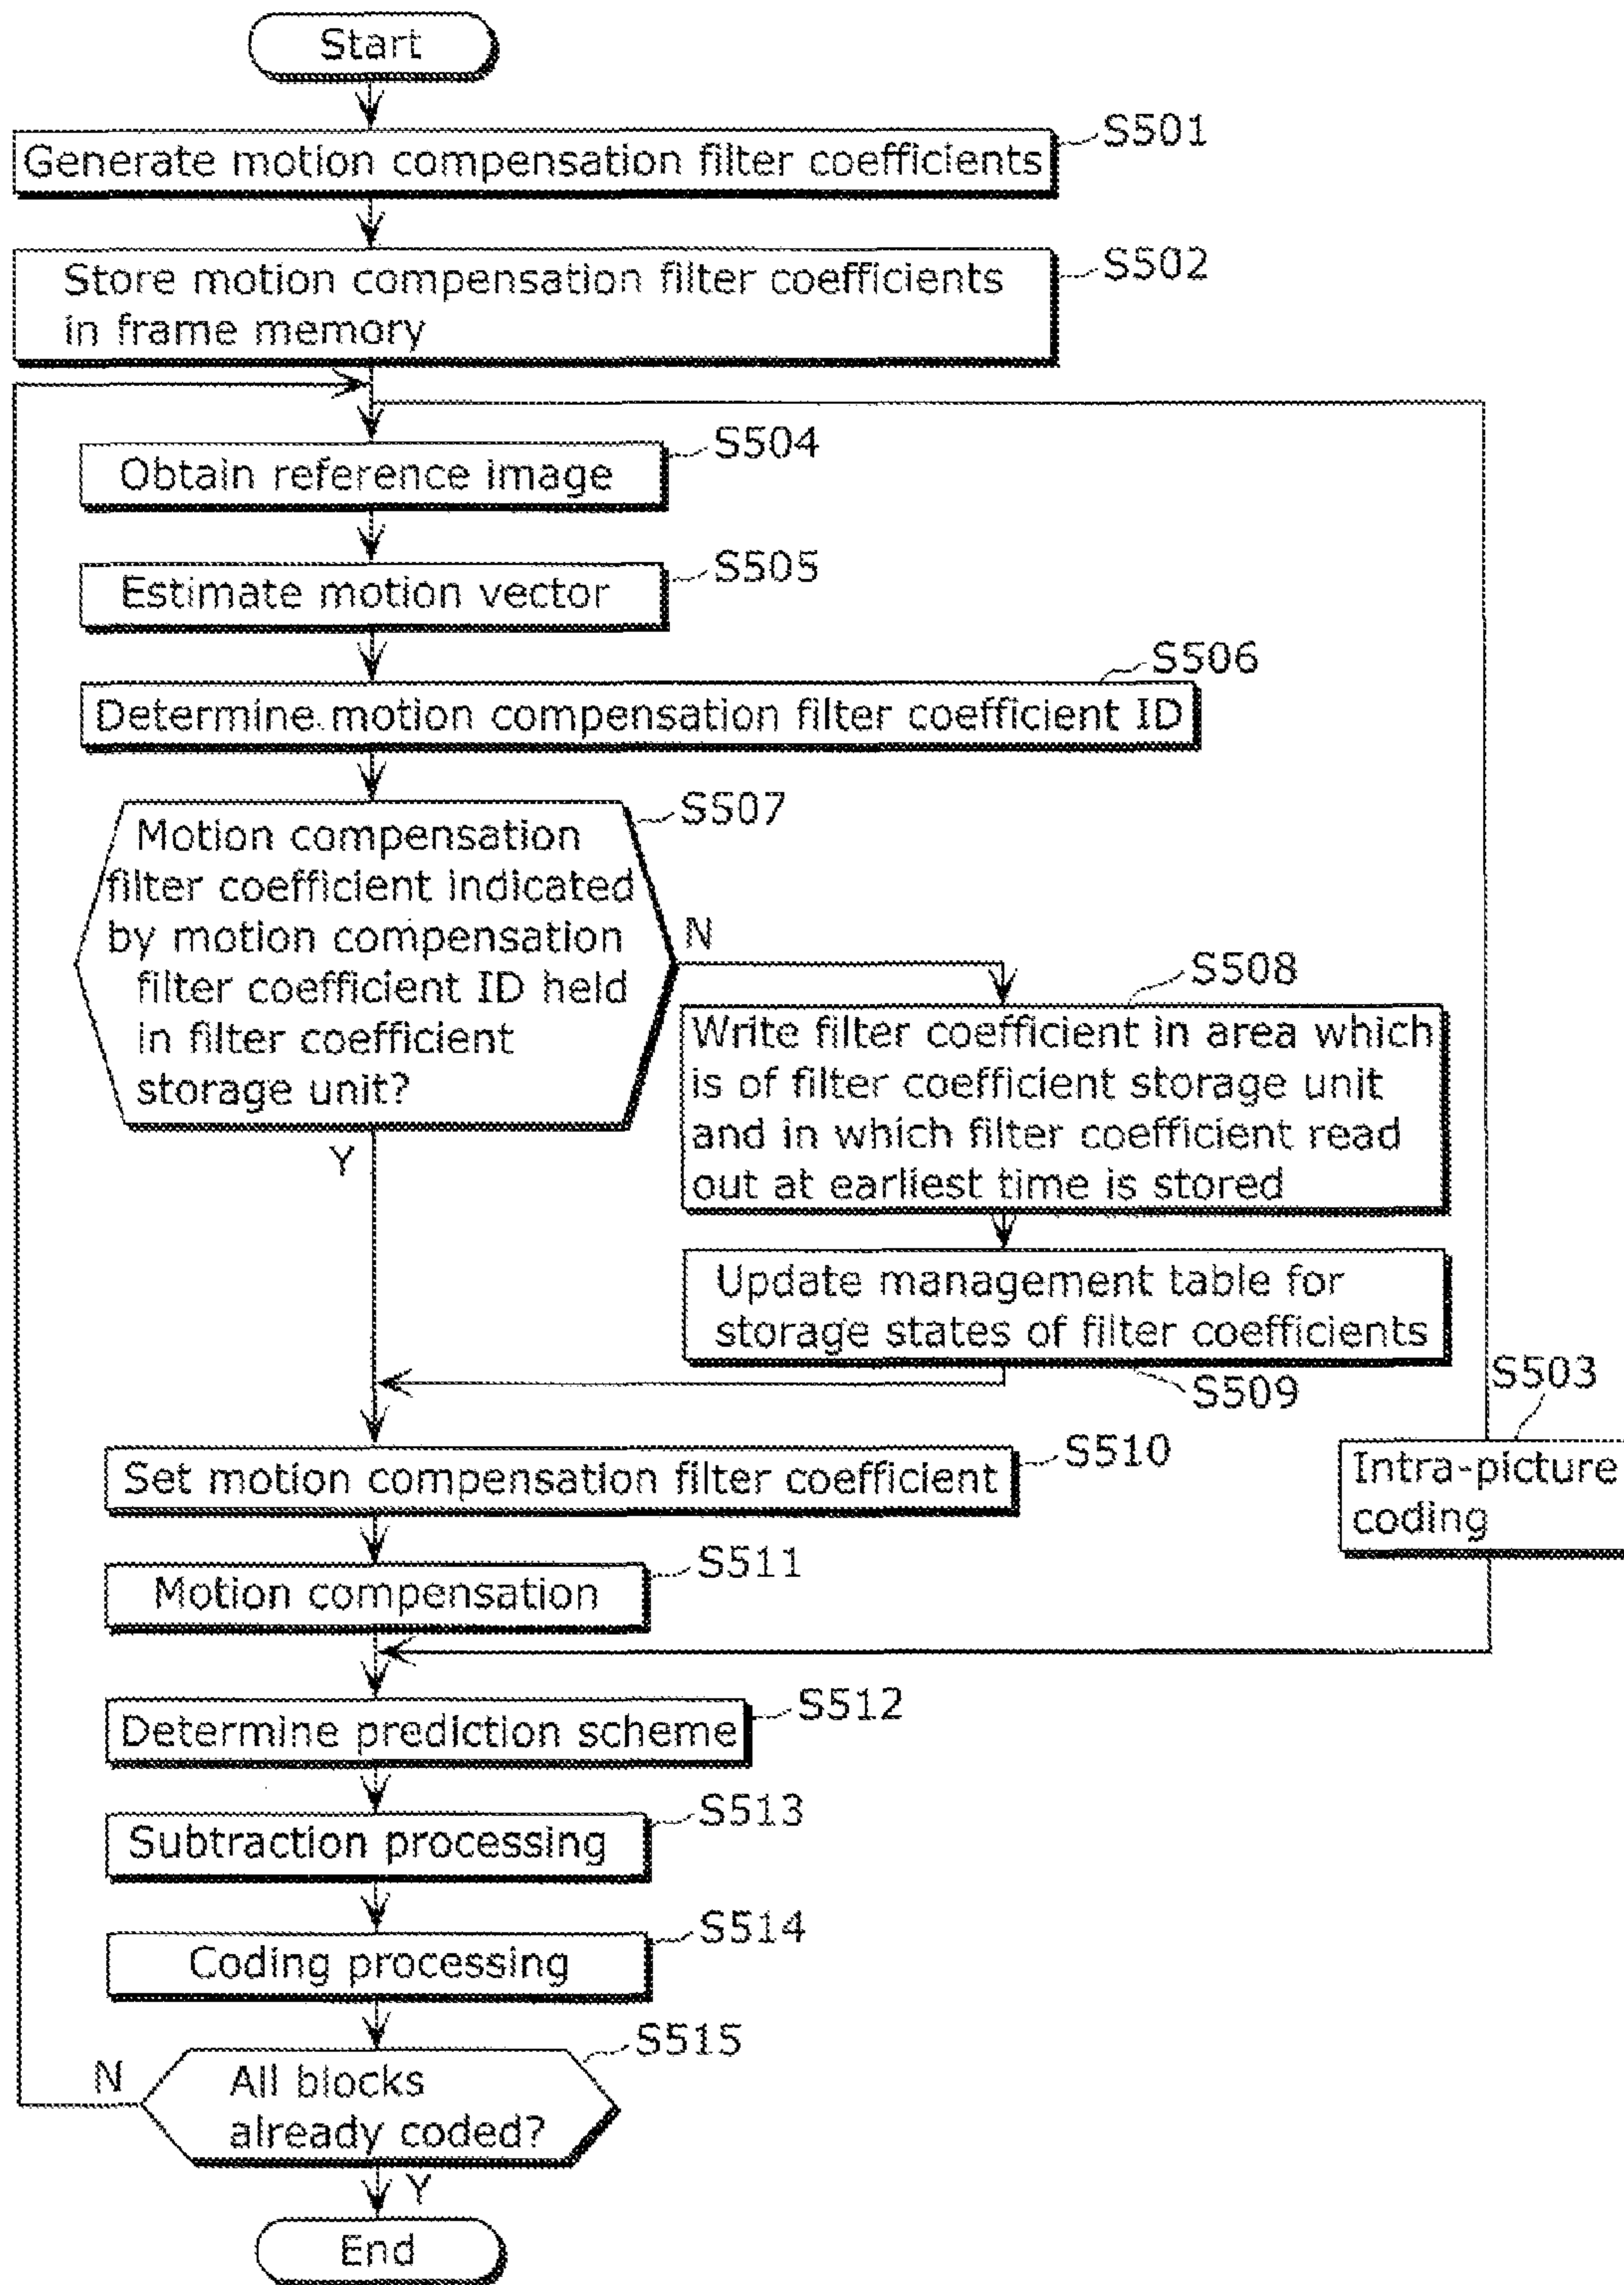 Start
S501
Generate motion compensation filter coefficients
S502
Store motion compensation filter coefficients
in frame memory
S504
Obtain reference image
S505
Estimate motion vector
S506
Determine motion compensation filter coefficient ID
S507
Motion compensation
filter coefficient indicated
by motion compensation
filter coefficient ID held
in filter coefficient
storage unit?
N
Y
S508
Write filter coefficient in area which
is of filter coefficient storage unit
and in which filter coefficient read
out at earliest time is stored
Update management table for
storage states of filter coefficients
S509
S503
Intra-picture
coding
S510
Set motion compensation filter coefficient
S511
Motion compensation
S512
Determine prediction scheme
S513
Subtraction processing
S514
Coding processing
S515
N
All blocks
already coded?
Y
End